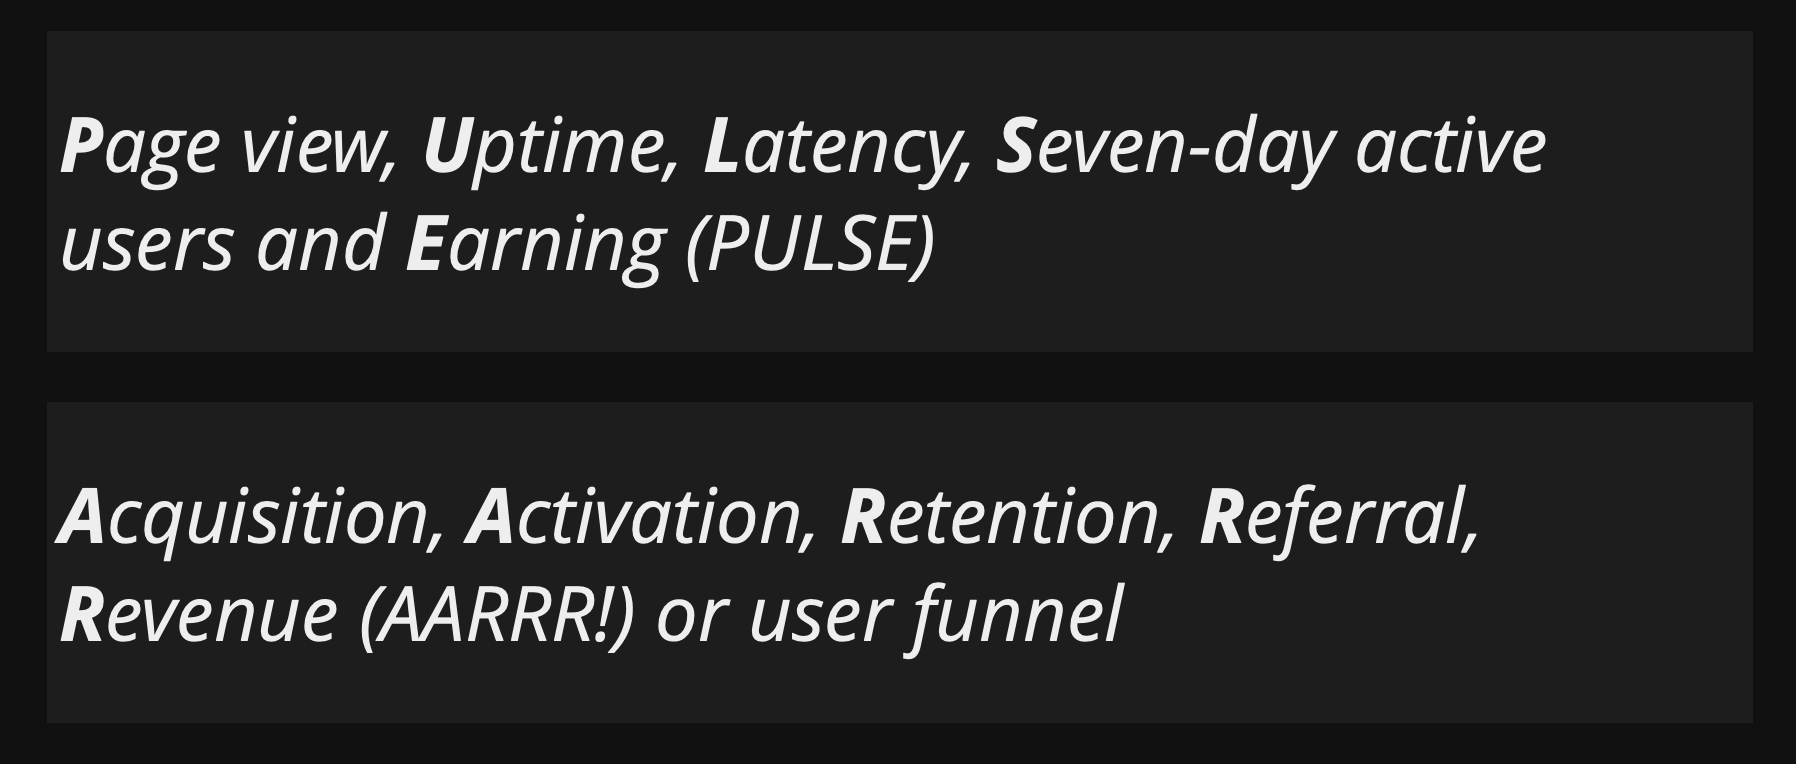 Page view, Uptime, Latency, Seven-day active
users and Earning (PULSE)
Acquisition, Activation, Retention, Referral,
Revenue (AARRR!) or user funnel